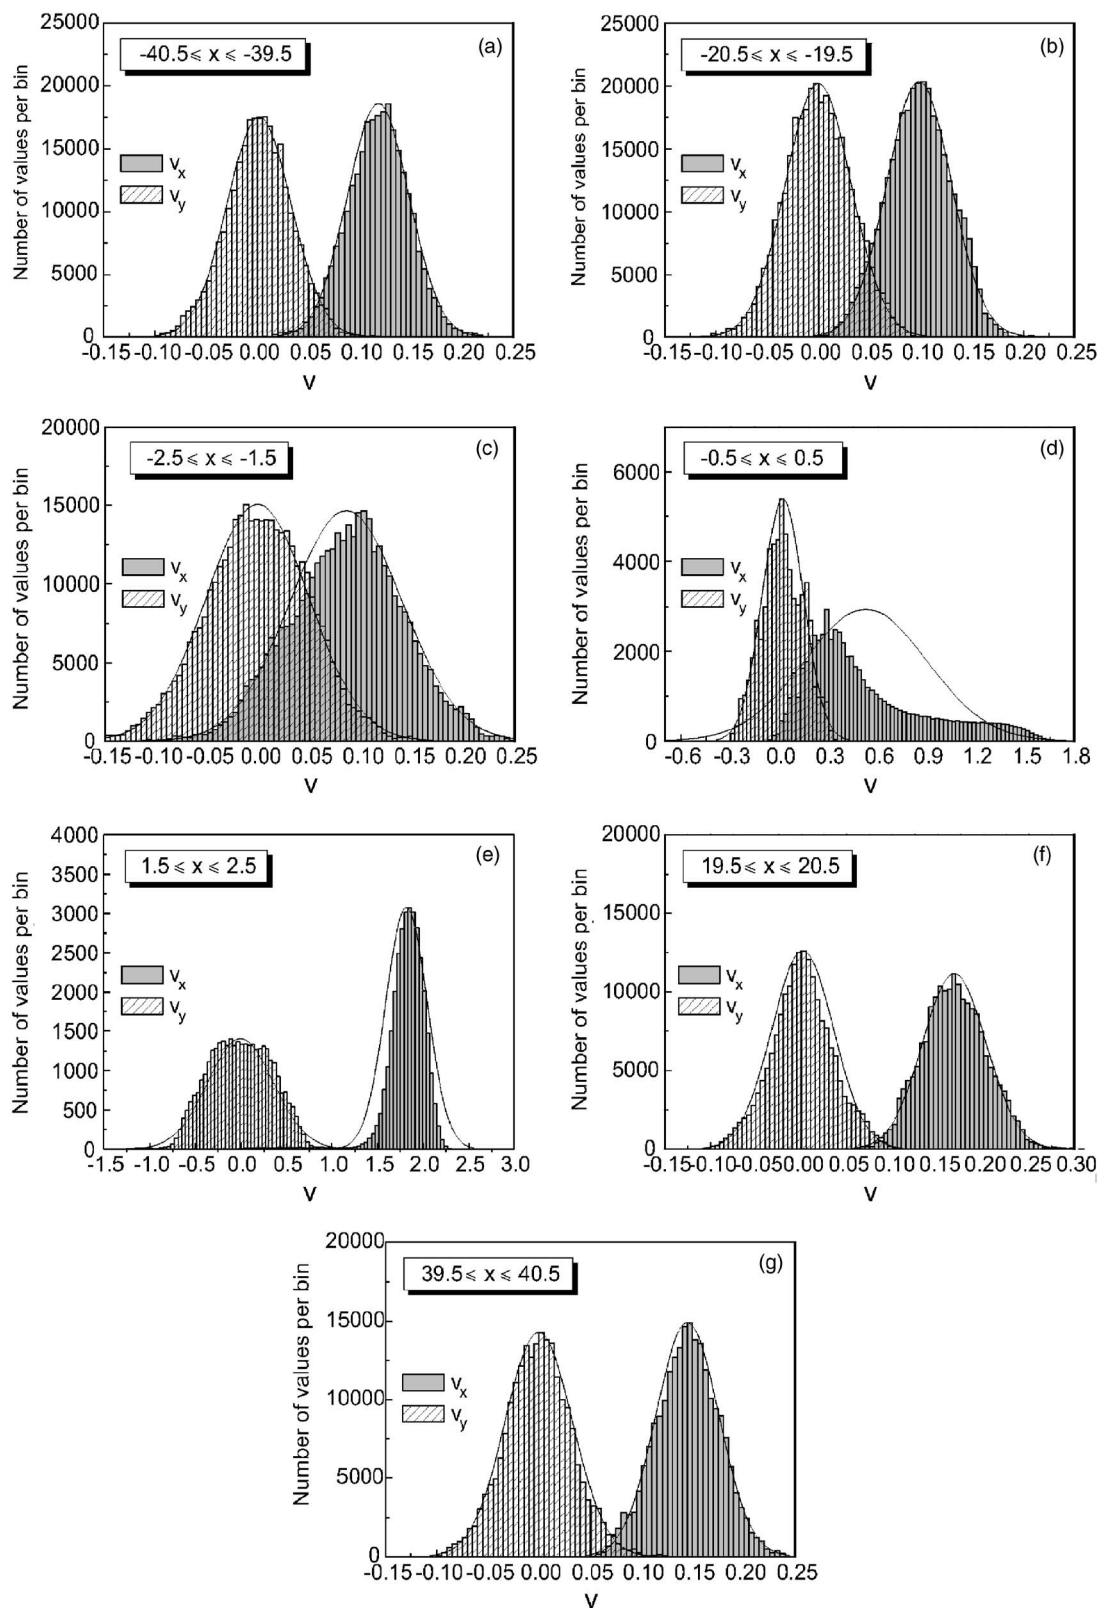 25000
20000
15000
10000
5000
0
Number of values per bin
-40.5 ⩽ x ⩽ -39.5
(a)
v_x
v_y
-0.15 -0.10 -0.05 0.00 0.05 0.10 0.15 0.20 0.25
v
25000
20000
15000
10000
5000
0
Number of values per bin
-20.5 ⩽ x ⩽ -19.5
(b)
v_x
v_y
-0.15 -0.10 -0.05 0.00 0.05 0.10 0.15 0.20 0.25
v
20000
15000
10000
5000
0
Number of values per bin
-2.5 ⩽ x ⩽ -1.5
(c)
v_x
v_y
-0.15 -0.10 -0.05 0.00 0.05 0.10 0.15 0.20 0.25
v
6000
4000
2000
0
Number of values per bin
-0.5 ⩽ x ⩽ 0.5
(d)
v_x
v_y
-0.6 -0.3 0.0 0.3 0.6 0.9 1.2 1.5 1.8
v
4000
3500
3000
2500
2000
1500
1000
500
0
Number of values per bin
1.5 ⩽ x ⩽ 2.5
(e)
v_x
v_y
-1.5 -1.0 -0.5 0.0 0.5 1.0 1.5 2.0 2.5 3.0
v
20000
15000
10000
5000
0
Number of values per bin
19.5 ⩽ x ⩽ 20.5
(f)
v_x
v_y
-0.15 -0.10 -0.05 0.00 0.05 0.10 0.15 0.20 0.25 0.30
v
20000
15000
10000
5000
0
Number of values per bin
39.5 ⩽ x ⩽ 40.5
(g)
v_x
v_y
-0.15 -0.10 -0.05 0.00 0.05 0.10 0.15 0.20 0.25
v